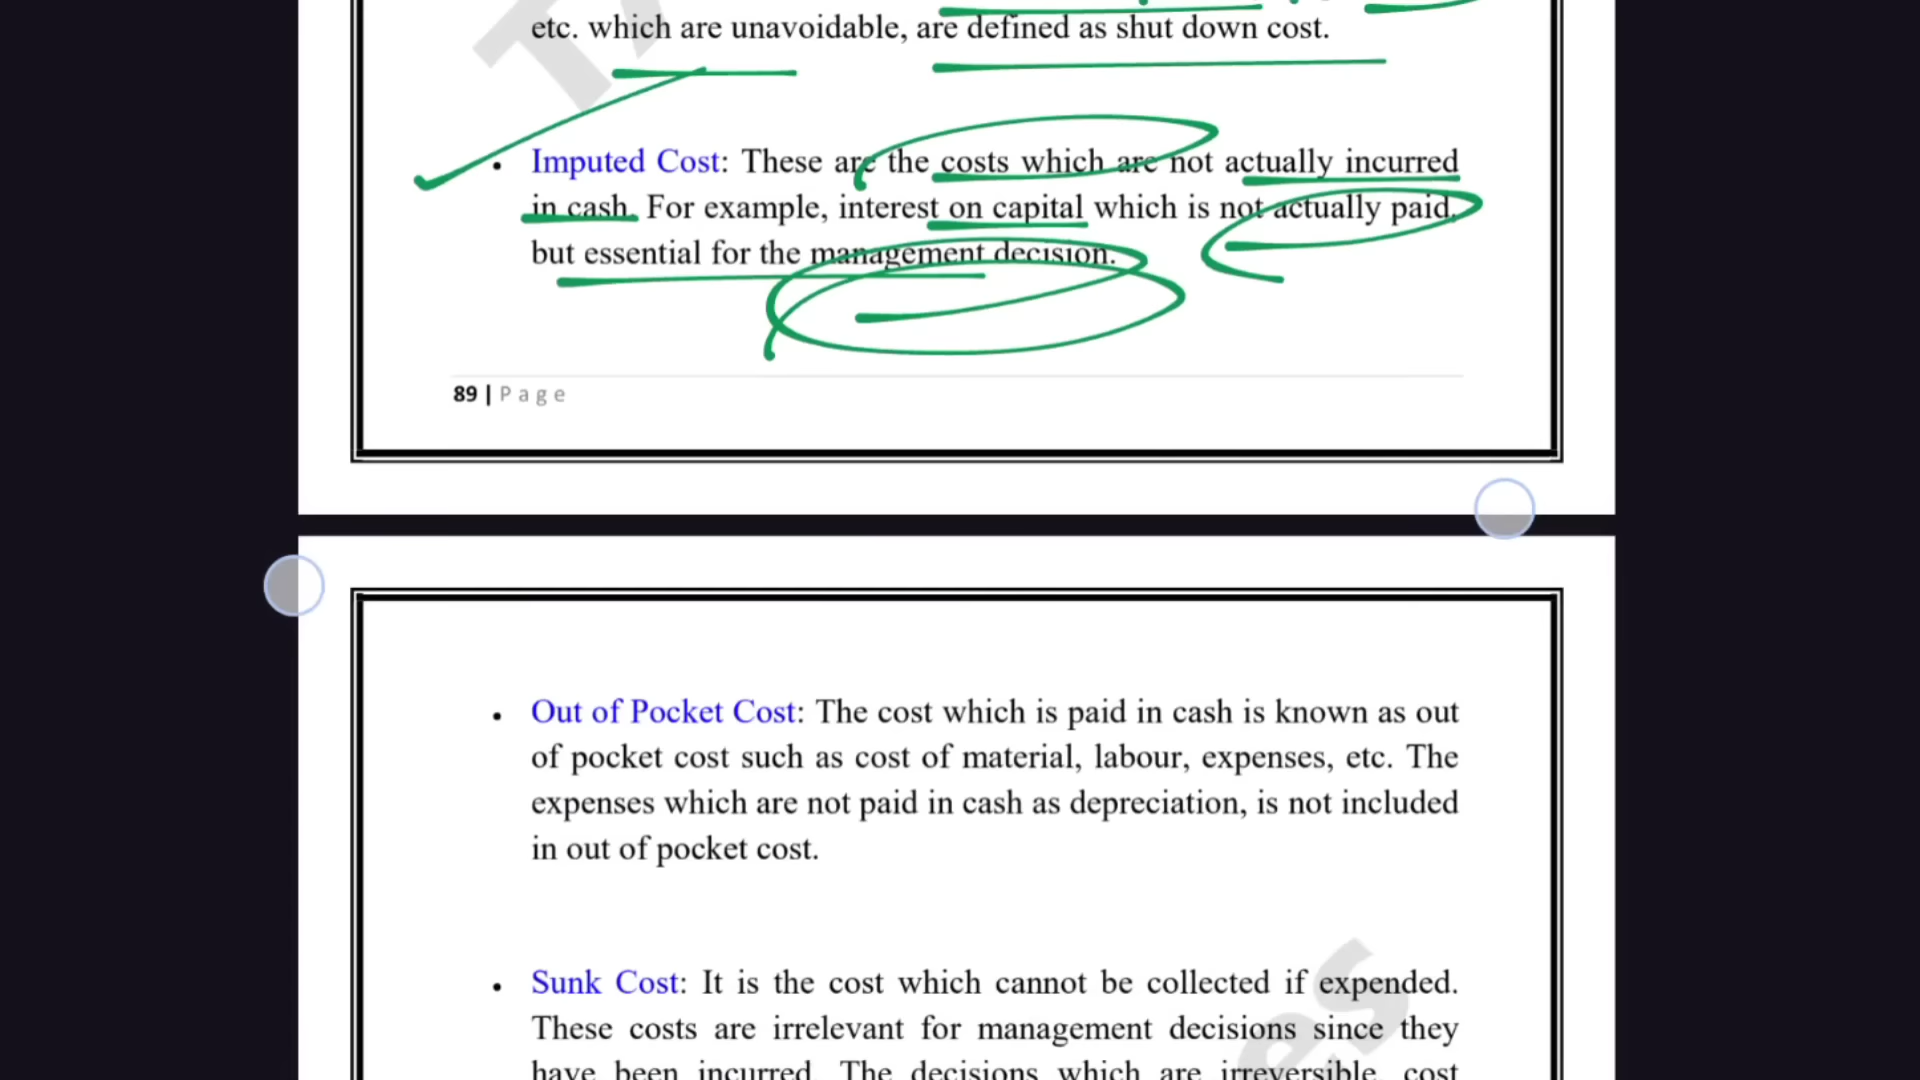 etc. which are unavoidable, are defined as shut down cost.
• Imputed Cost: These are the costs which are not actually incurred
in cash. For example, interest on capital which is not actually paid,
but essential for the management decision.
89 | Page
• Out of Pocket Cost: The cost which is paid in cash is known as out
of pocket cost such as cost of material, labour, expenses, etc. The
expenses which are not paid in cash as depreciation, is not included
in out of pocket cost.
• Sunk Cost: It is the cost which cannot be collected if expended.
These costs are irrelevant for management decisions since they
have been incurred. The decisions which are irreversible, cost